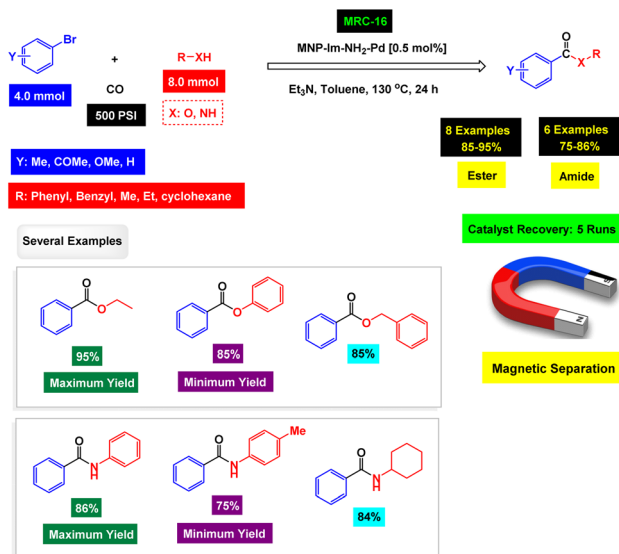 MRC-16
Y
Br
+
R-XH
MNP-Im-NH2-Pd [0.5 mol%]
O
X
R
Y
4.0 mmol
CO
8.0 mmol
Et3N, Toluene, 130 °C, 24 h
500 PSI
X: O, NH
8 Examples
85-95%
6 Examples
75-86%
Y: Me, COMe, OMe, H
Ester
Amide
R: Phenyl, Benzyl, Me, Et, cyclohexane
Several Examples
Catalyst Recovery: 5 Runs
O
O
O
O
O
O
N
95%
85%
85%
Maximum Yield
Minimum Yield
Magnetic Separation
O
N
H
O
N
H
Me
O
N
H
86%
75%
84%
Maximum Yield
Minimum Yield